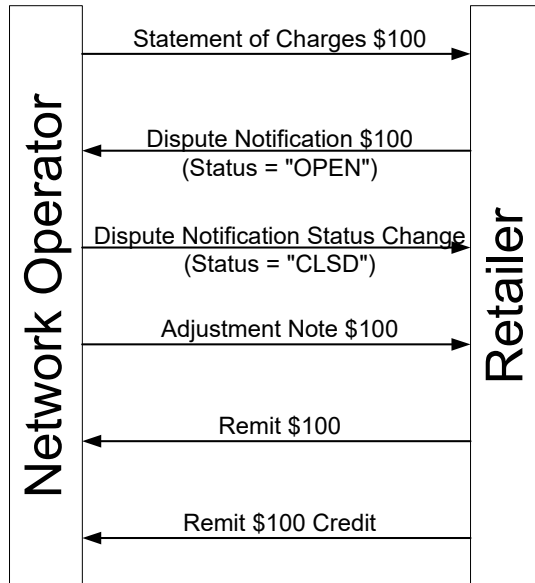 Statement of Charges $100
Dispute Notification $100
(Status = "OPEN")
Dispute Notification Status Change
(Status = "CLSD")
Adjustment Note $100
Remit $100
Remit $100 Credit
Network Operator
Retailer